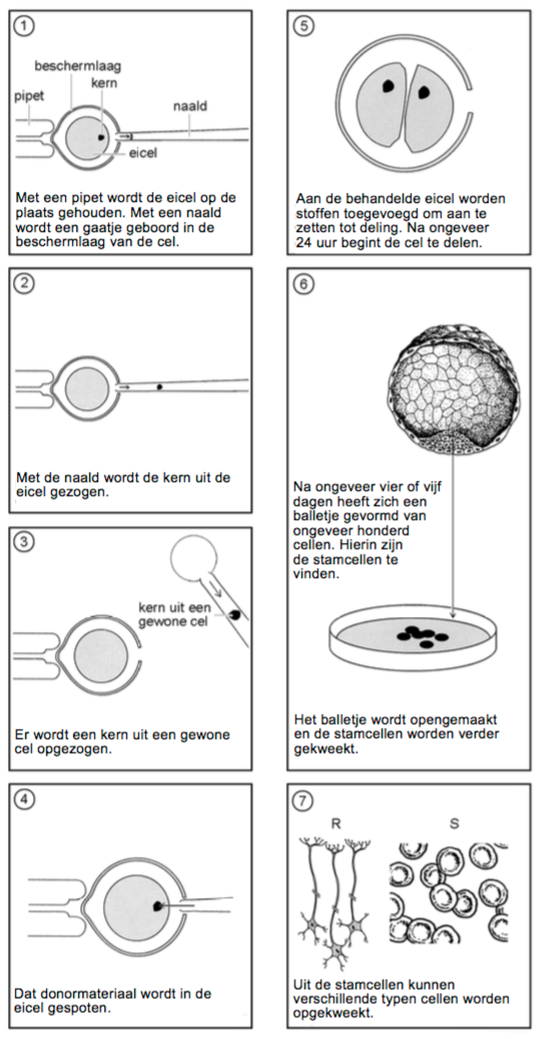 1
beschermlaag
kern
pipet
naald
eicel
Met een pipet wordt de eicel op de
plaats gehouden. Met een naald
wordt een gaatje geboord in de
beschermlaag van de cel.
2
Met de naald wordt de kern uit de
eicel gezogen.
3
kern uit een
gewone cel
Er wordt een kern uit een gewone
cel opgezogen.
4
Dat donormateriaal wordt in de
eicel gespoten.
5
Aan de behandelde eicel worden
stoffen toegevoegd om aan te
zetten tot deling. Na ongeveer
24 uur begint de cel te delen.
6
Na ongeveer vier of vijf
dagen heeft zich een
balletje gevormd van
ongeveer honderd
cellen. Hierin zijn
de stamcellen te
vinden.
Het balletje wordt opengemaakt
en de stamcellen worden verder
gekweekt.
7
R S
Uit de stamcellen kunnen
verschillende typen cellen worden
opgekweekt.